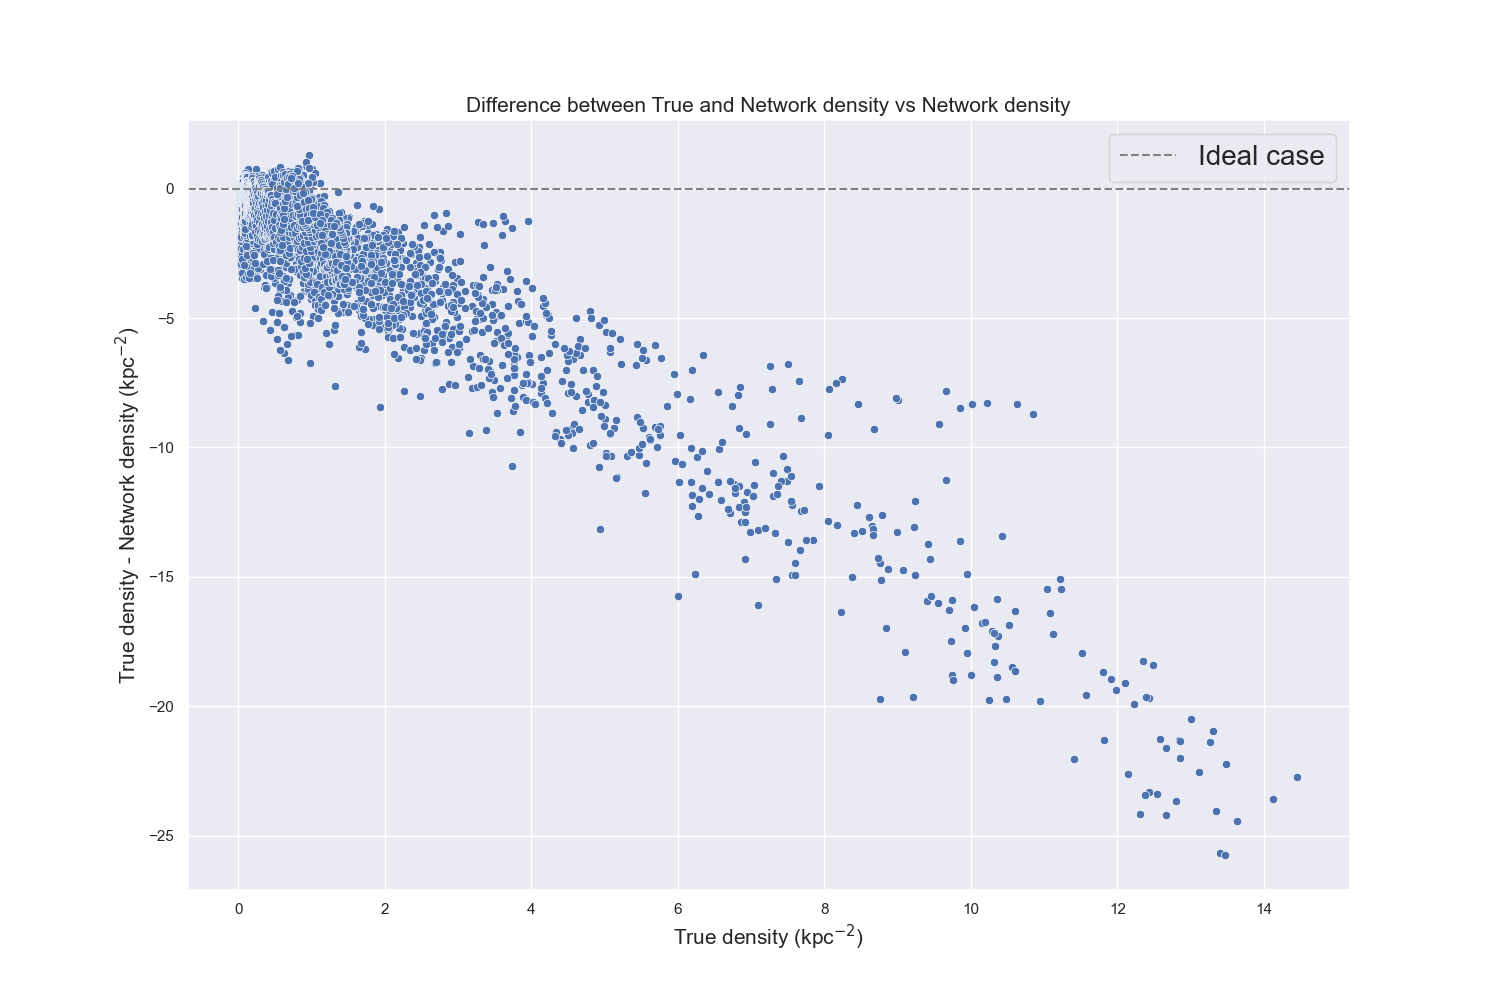 Difference between True and Network density vs Network density
Ideal case
0
−5
−10
−15
−20
−25
True density - Network density (kpc⁻²)
0 2 4 6 8 10 12 14
True density (kpc⁻²)